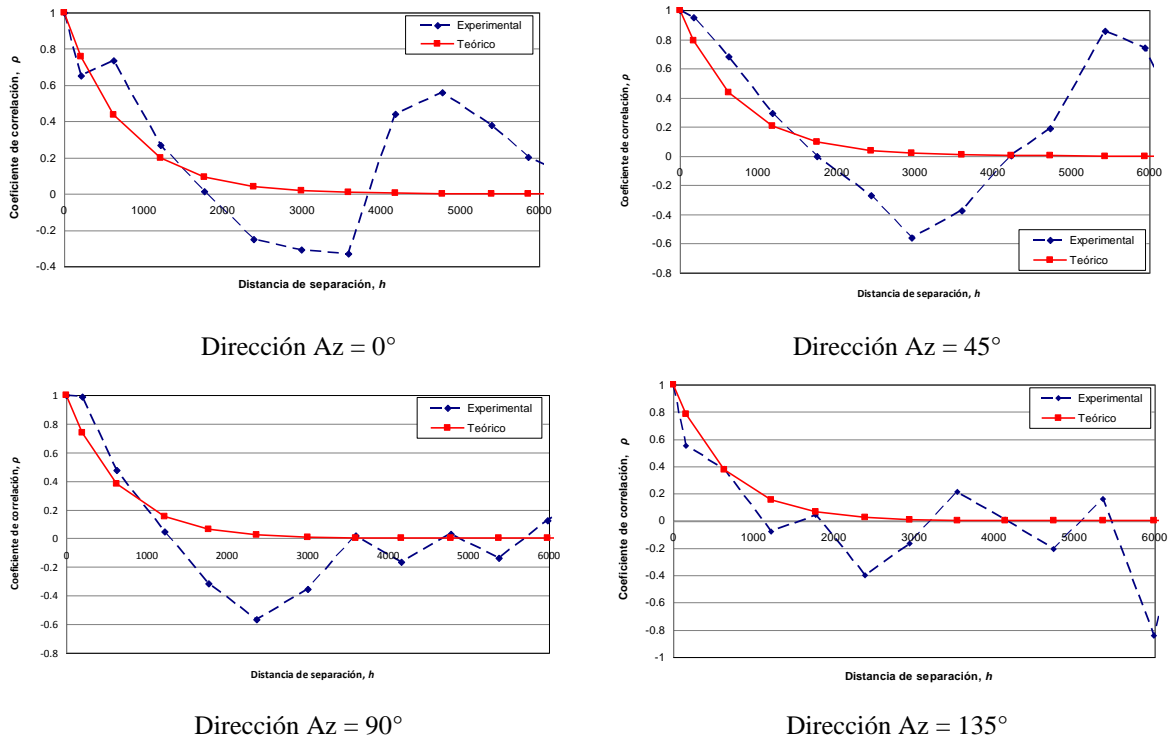 1
0.8
0.6
0.4
0.2
0
-0.2
-0.4
0 1000 2000 3000 4000 5000 6000
Coeficiente de correlación, ρ
Distancia de separación, h
Experimental
Teórico
Dirección Az = 0°
1
0.8
0.6
0.4
0.2
0
-0.2
-0.4
-0.6
-0.8
0 1000 2000 3000 4000 5000 6000
Coeficiente de correlación, ρ
Distancia de separación, h
Experimental
Teórico
Dirección Az = 45°
1
0.8
0.6
0.4
0.2
0
-0.2
-0.4
-0.6
-0.8
0 1000 2000 3000 4000 5000 6000
Coeficiente de correlación, ρ
Distancia de separación, h
Experimental
Teórico
Dirección Az = 90°
1
0.8
0.6
0.4
0.2
0
-0.2
-0.4
-0.6
-0.8
-1
0 1000 2000 3000 4000 5000 6000
Coeficiente de correlación, ρ
Distancia de separación, h
Experimental
Teórico
Dirección Az = 135°